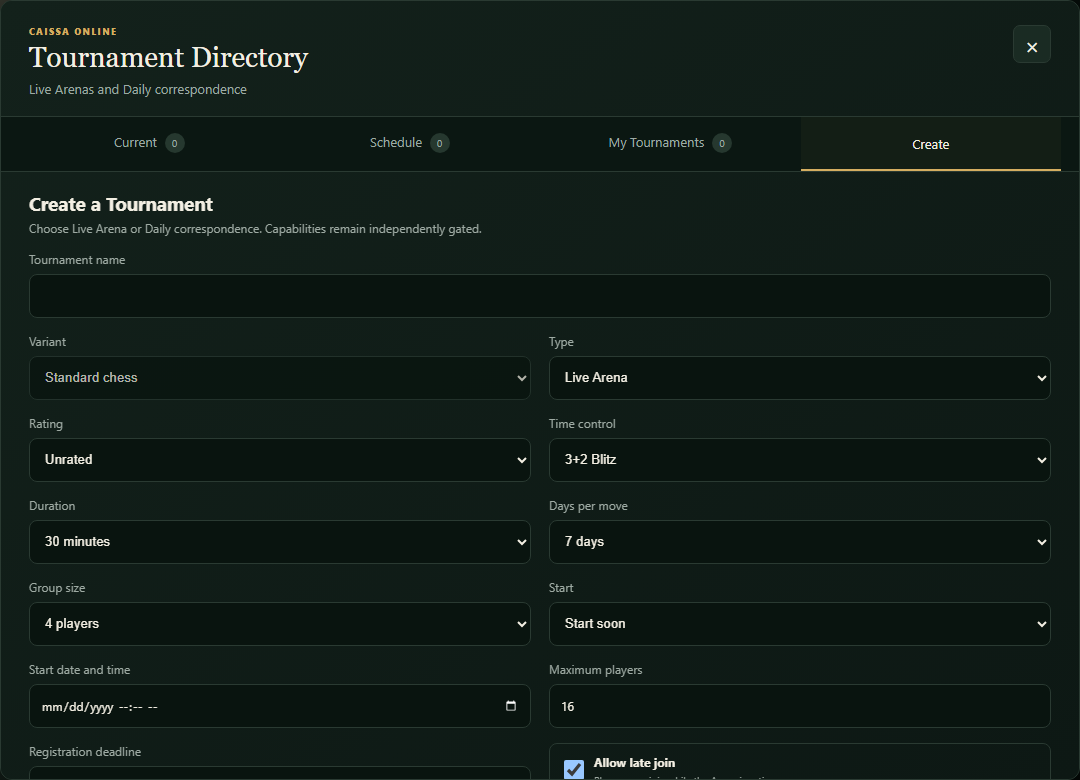 CAISSA ONLINE
Tournament Directory
Live Arenas and Daily correspondence
Current 0
Schedule 0
My Tournaments 0
Create
Create a Tournament
Choose Live Arena or Daily correspondence. Capabilities remain independently gated.
Tournament name
Variant
Type
Standard chess
Live Arena
Rating
Time control
Unrated
3+2 Blitz
Duration
Days per move
30 minutes
7 days
Group size
Start
4 players
Start soon
Start date and time
Maximum players
mm/dd/yyyy --:-- --
16
Registration deadline
Allow late join